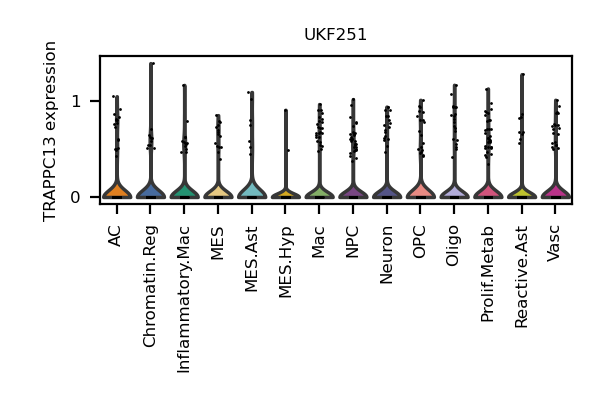 UKF251
TRAPPC13 expression
1
0
AC
Chromatin.Reg
Inflammatory.Mac
MES
MES.Ast
MES.Hyp
Mac
NPC
Neuron
OPC
Oligo
Prolif.Metab
Reactive.Ast
Vasc